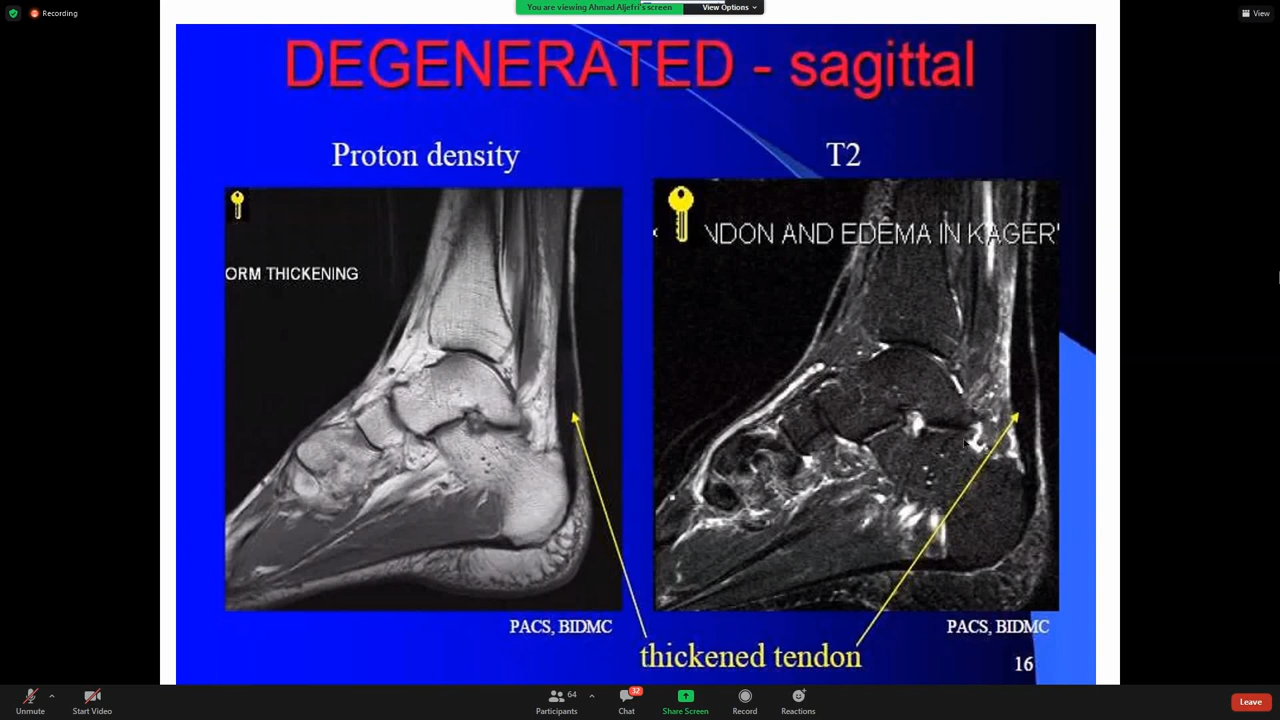 Recording
You are viewing Ahmad Aljefri's screen
View Options
View
DEGENERATED - sagittal
Proton density
T2
ORM THICKENING
NDON AND EDEMA IN KAGER'
PACS, BIDMC
PACS, BIDMC
thickened tendon
16
Unmute
Start Video
64
Participants
32
Chat
Share Screen
Record
Reactions
Leave